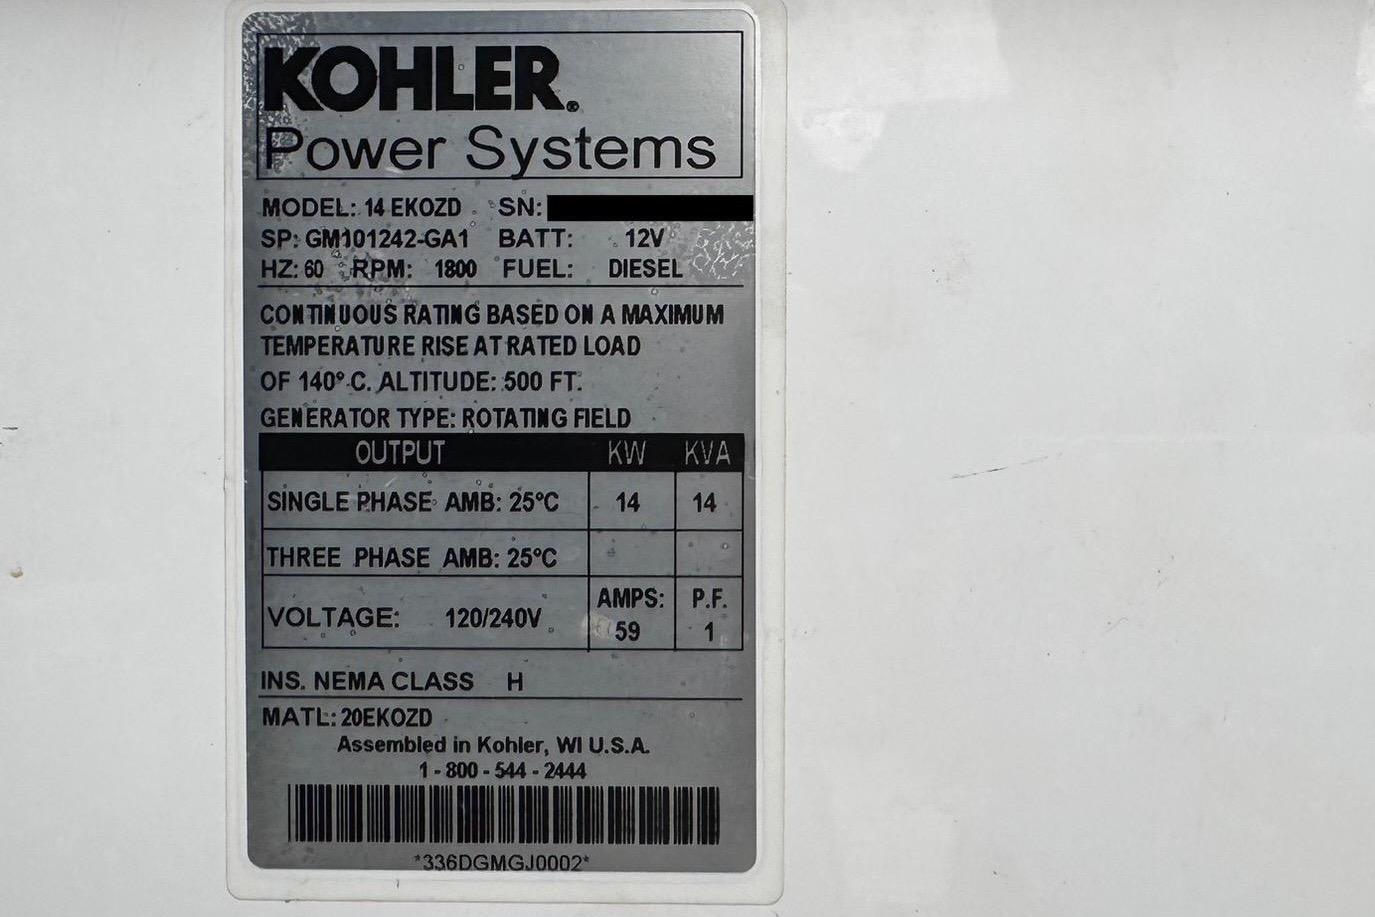 KOHLER®
Power Systems
MODEL: 14 EKOZD SN:
SP: GM101242-GA1 BATT: 12V
HZ: 60 RPM: 1800 FUEL: DIESEL
CONTINUOUS RATING BASED ON A MAXIMUM
TEMPERATURE RISE AT RATED LOAD
OF 140° C. ALTITUDE: 500 FT.
GENERATOR TYPE: ROTATING FIELD
OUTPUT KW KVA
SINGLE PHASE AMB: 25°C 14 14
THREE PHASE AMB: 25°C
VOLTAGE: 120/240V AMPS: 59 P.F. 1
INS. NEMA CLASS H
MATL: 20EKOZD
Assembled in Kohler, WI U.S.A.
1-800-544-2444
*336DGMGJ0002*